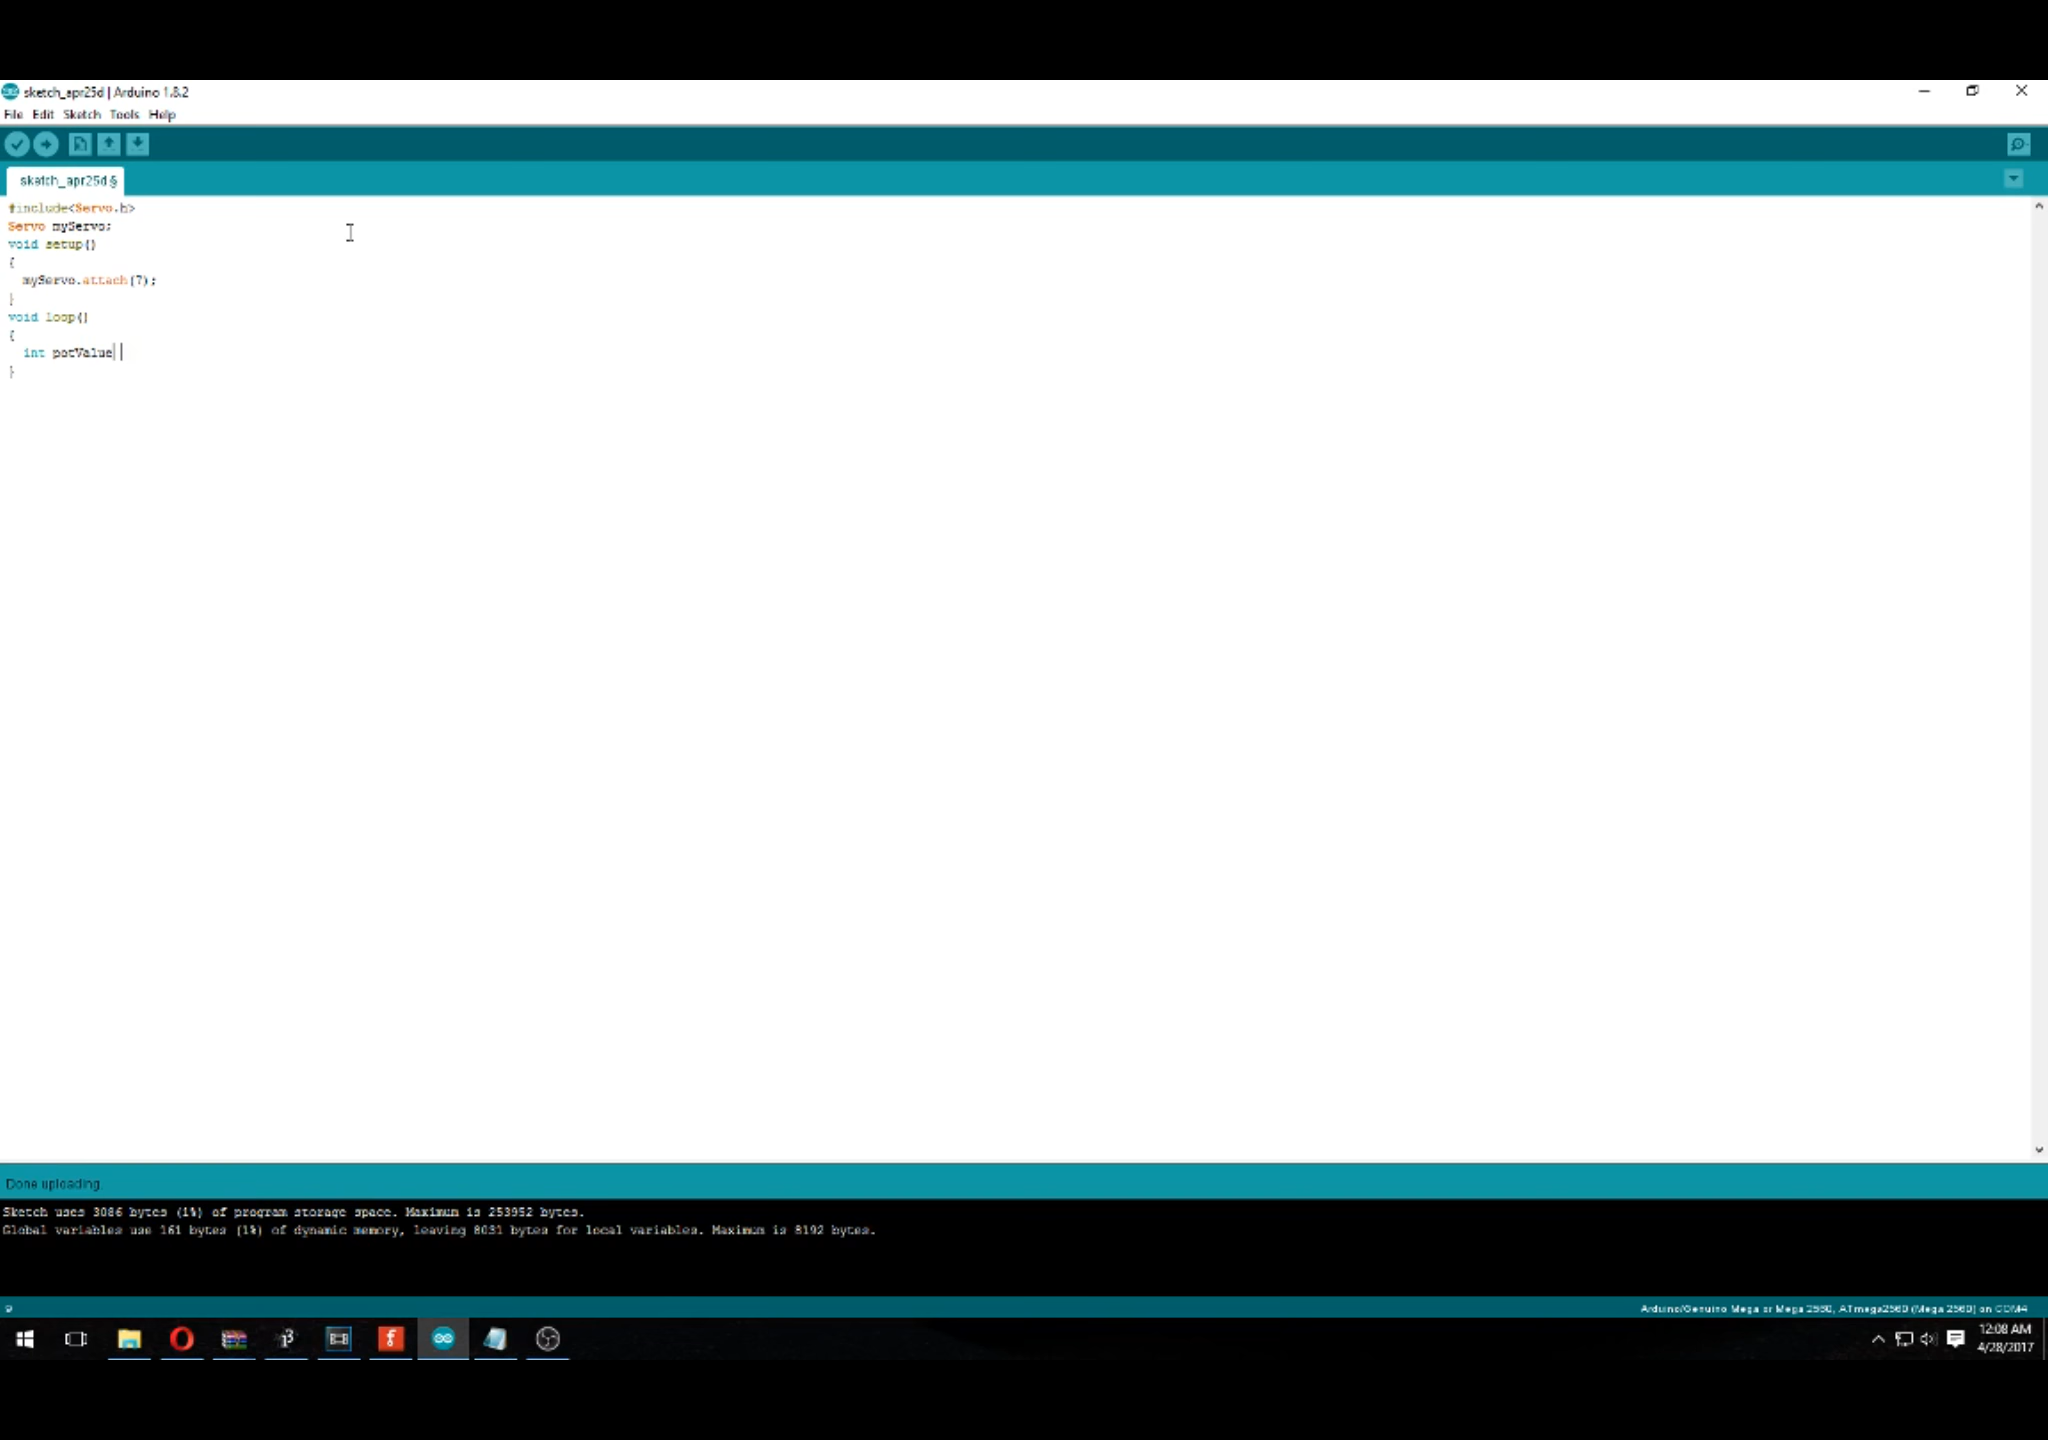 sketch_apr25d | Arduino 1.8.2
File Edit Sketch Tools Help
sketch_apr25d §
#include<Servo.h>
Servo myServo;
void setup()
{
myServo.attach(7);
}
void loop()
{
int potValue
}
Done uploading.
Sketch uses 3086 bytes (1%) of program storage space. Maximum is 253952 bytes.
Global variables use 161 bytes (1%) of dynamic memory, leaving 8031 bytes for local variables. Maximum is 8192 bytes.
9
Arduino/Genuino Mega or Mega 2560, ATmega2560 (Mega 2560) on COM4
12:08 AM
4/28/2017